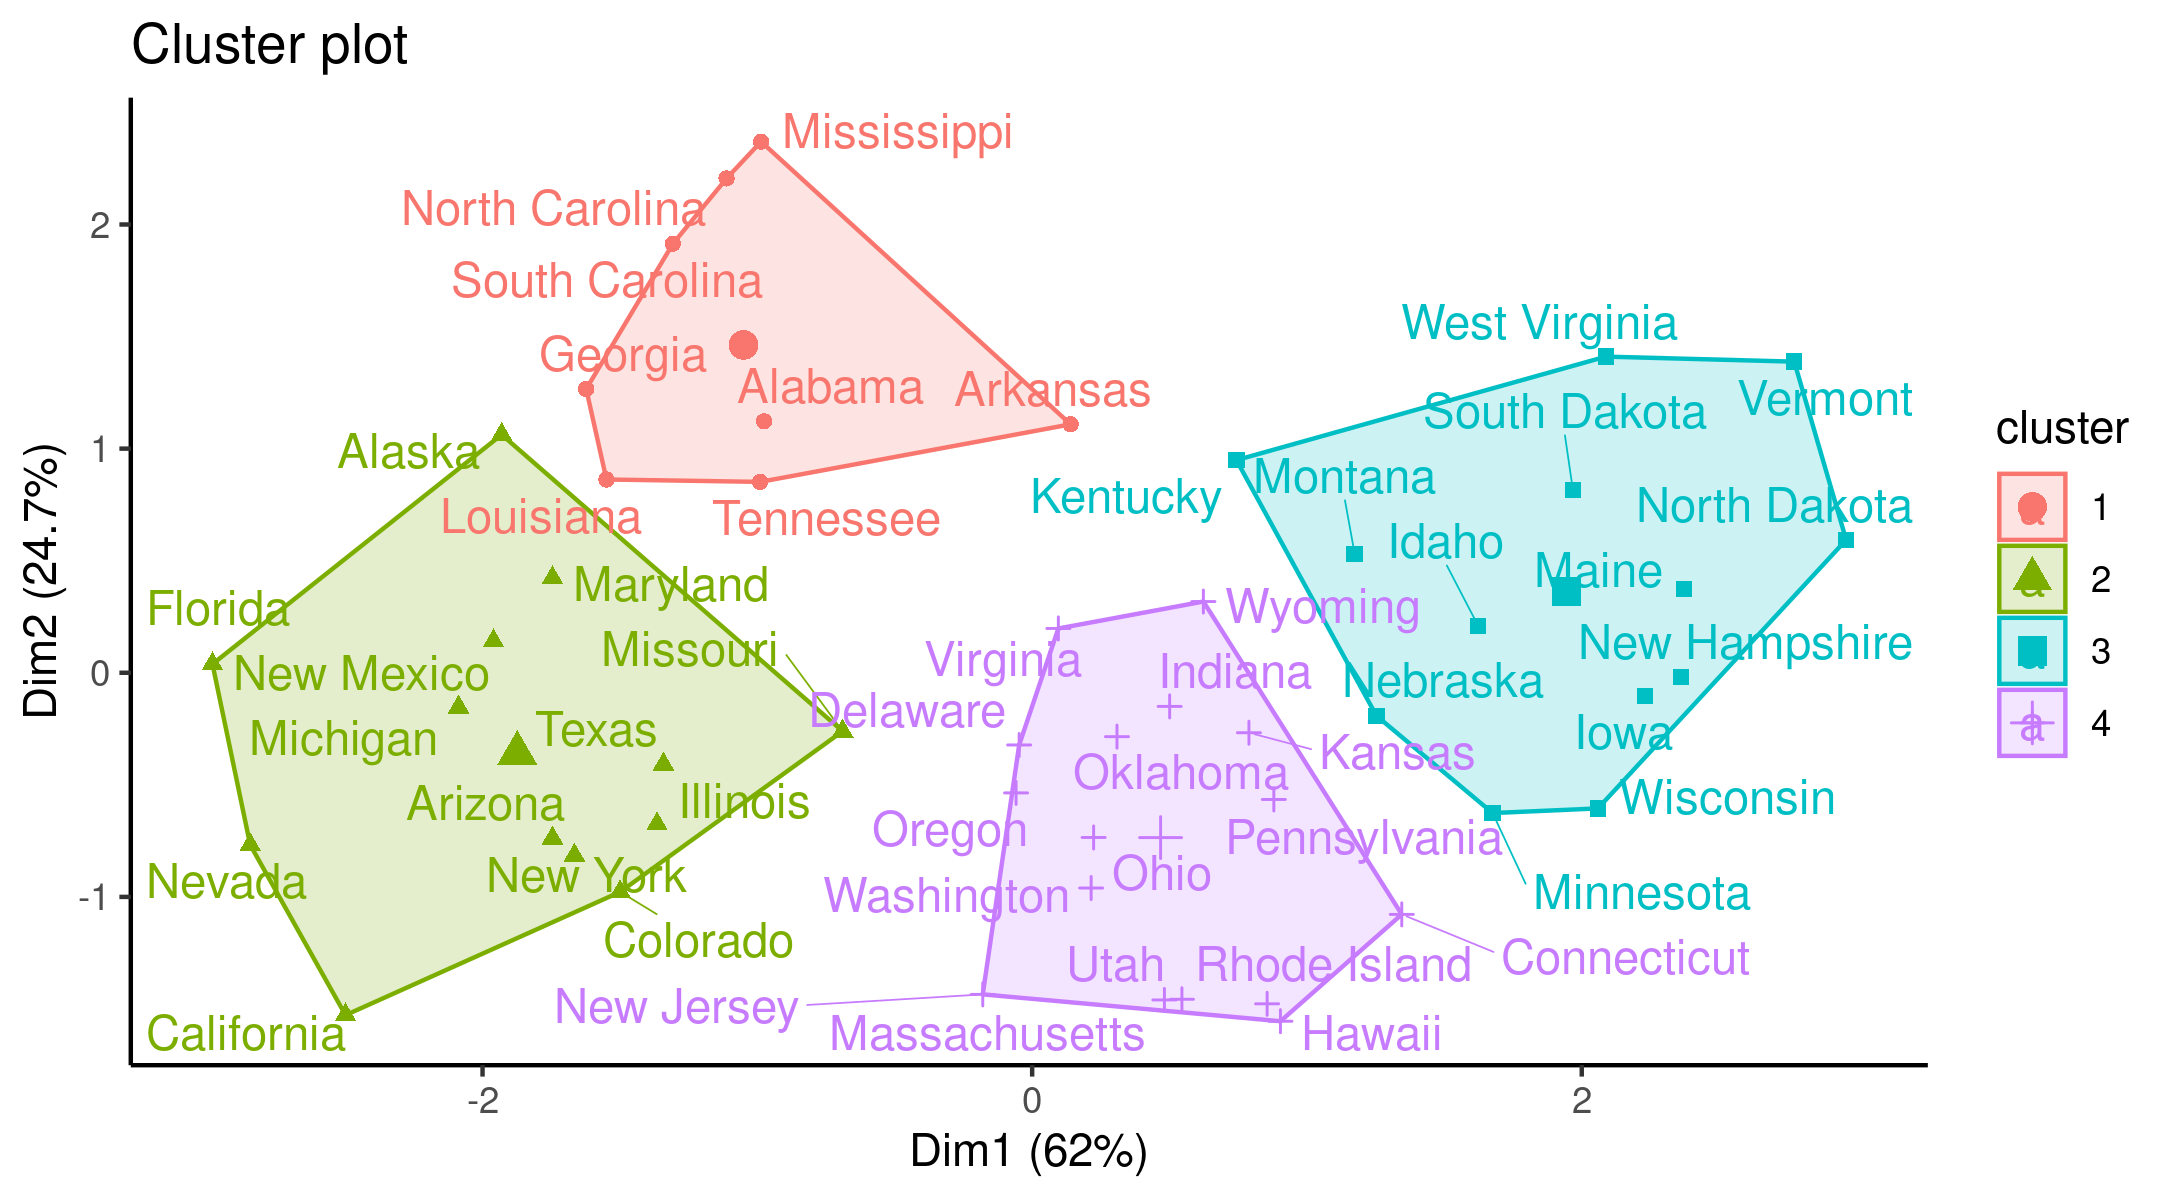 Cluster plot
Mississippi
North Carolina
South Carolina
Georgia
Alabama
Arkansas
Louisiana
Tennessee
Alaska
Florida
Maryland
Missouri
New Mexico
Michigan
Texas
Arizona
Illinois
Nevada
New York
Colorado
California
West Virginia
South Dakota
Vermont
Kentucky
Montana
North Dakota
Idaho
Maine
New Hampshire
Nebraska
Iowa
Wisconsin
Minnesota
Wyoming
Virginia
Indiana
Delaware
Kansas
Oklahoma
Oregon
Pennsylvania
Ohio
Washington
Connecticut
Utah
Rhode Island
New Jersey
Massachusetts
Hawaii
2
1
0
-1
Dim2 (24.7%)
-2
0
2
Dim1 (62%)
cluster
a 1
a 2
a 3
a 4